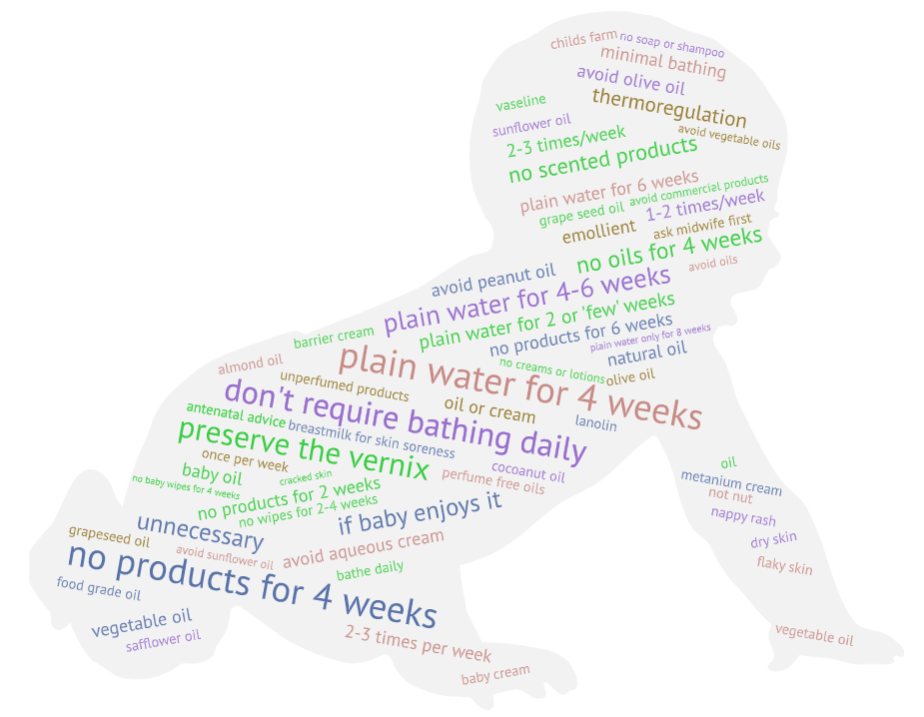 childs farm
no soap or shampoo
minimal bathing
avoid olive oil
thermoregulation
vaseline
sunflower oil
avoid vegetable oils
2-3 times/week
no scented products
plain water for 6 weeks
avoid commercial products
grape seed oil
1-2 times/week
emollient
ask midwife first
no oils for 4 weeks
avoid oils
avoid peanut oil
plain water for 4-6 weeks
plain water for 2 or 'few' weeks
barrier cream
no products for 6 weeks
plain water only for 8 weeks
natural oil
almond oil
plain water for 4 weeks
no creams or lotions
olive oil
unperfumed products
oil or cream
don't require bathing daily
lanolin
antenatal advice
breastmilk for skin soreness
preserve the vernix
once per week
cocoanut oil
oil
baby oil
cracked skin
perfume free oils
metanium cream
no baby wipes for 4 weeks
no products for 2 weeks
not nut
no wipes for 2-4 weeks
if baby enjoys it
nappy rash
unnecessary
grapeseed oil
avoid sunflower oil
avoid aqueous cream
dry skin
flaky skin
bathe daily
no products for 4 weeks
food grade oil
vegetable oil
safflower oil
2-3 times per week
vegetable oil
baby cream